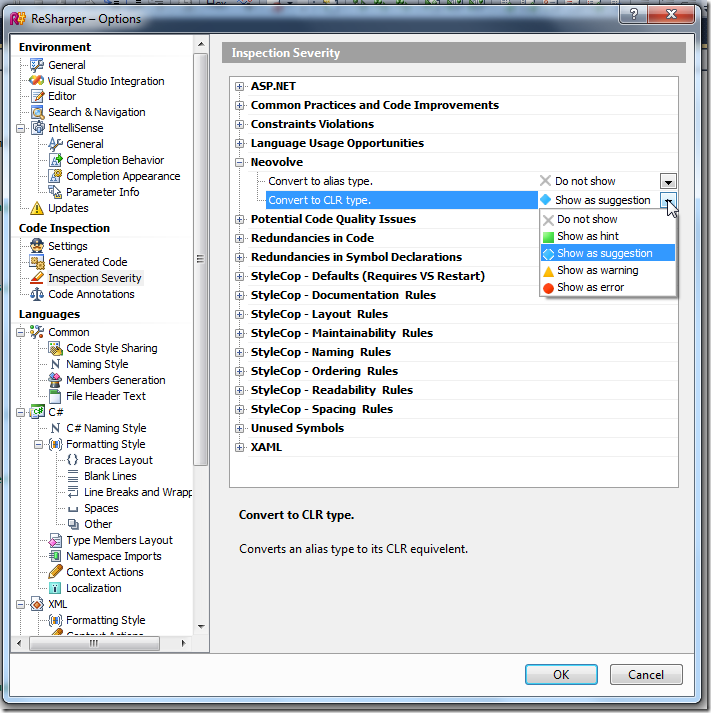 ReSharper – Options
Environment
General
Visual Studio Integration
Editor
Search & Navigation
IntelliSense
General
Completion Behavior
Completion Appearance
Parameter Info
Updates
Code Inspection
Settings
Generated Code
Inspection Severity
Code Annotations
Languages
Common
Code Style Sharing
Naming Style
Members Generation
File Header Text
C#
C# Naming Style
Formatting Style
Braces Layout
Blank Lines
Line Breaks and Wrapp
Spaces
Other
Type Members Layout
Namespace Imports
Context Actions
Localization
XML
Formatting Style
Context Actions
Inspection Severity
ASP.NET
Common Practices and Code Improvements
Constraints Violations
Language Usage Opportunities
Neovolve
Convert to alias type. Do not show
Convert to CLR type. Show as suggestion
Do not show
Show as hint
Show as suggestion
Show as warning
Show as error
Potential Code Quality Issues
Redundancies in Code
Redundancies in Symbol Declarations
StyleCop - Defaults (Requires VS Restart)
StyleCop - Documentation Rules
StyleCop - Layout Rules
StyleCop - Maintainability Rules
StyleCop - Naming Rules
StyleCop - Ordering Rules
StyleCop - Readability Rules
StyleCop - Spacing Rules
Unused Symbols
XAML
Convert to CLR type.
Converts an alias type to its CLR equivelent.
OK Cancel